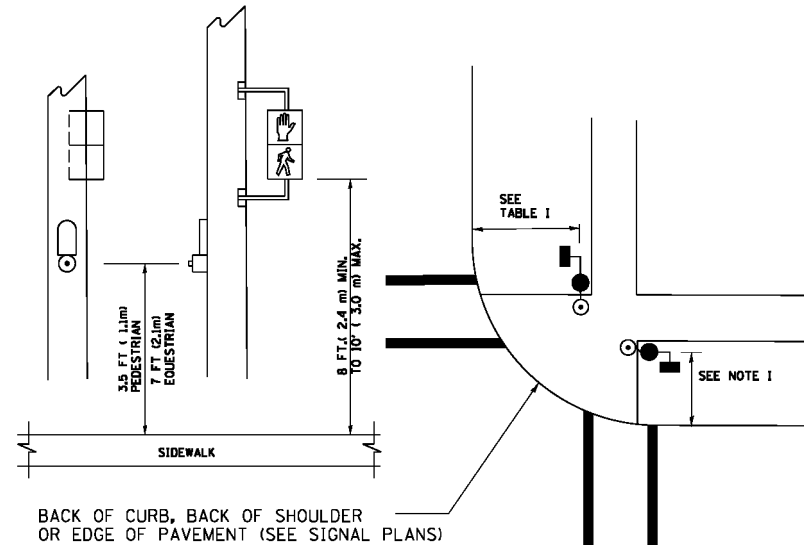 3.5 FT ( 1.1m)
PEDESTRIAN
7 FT (2.1m)
EQUESTRIAN
8 FT.( 2.4 m) MIN.
TO 10' ( 3.0 m) MAX.
SIDEWALK
SEE
TABLE I
SEE NOTE I
BACK OF CURB, BACK OF SHOULDER
OR EDGE OF PAVEMENT (SEE SIGNAL PLANS)